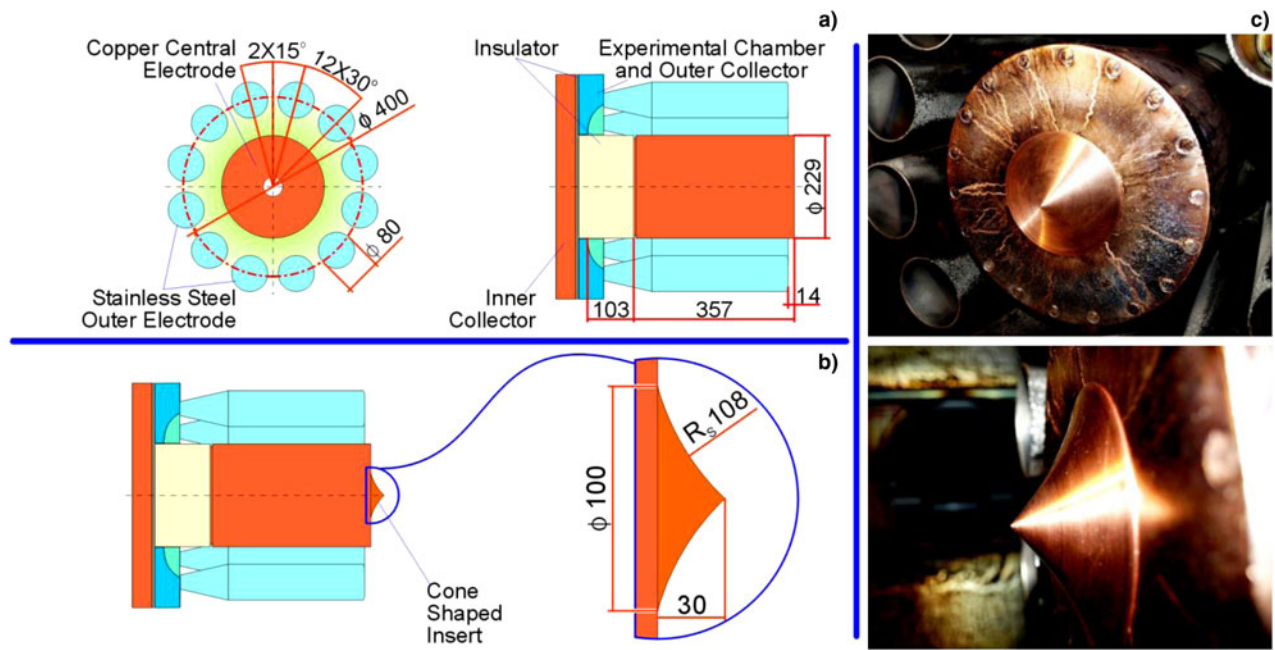 a)
Copper Central
Electrode
2X15°
12X30°
ϕ 400
ϕ 80
Stainless Steel
Outer Electrode
Insulator
Experimental Chamber
and Outer Collector
ϕ 229
Inner
Collector
103
357
14
b)
Cone
Shaped
Insert
ϕ 100
Rs 108
30
c)